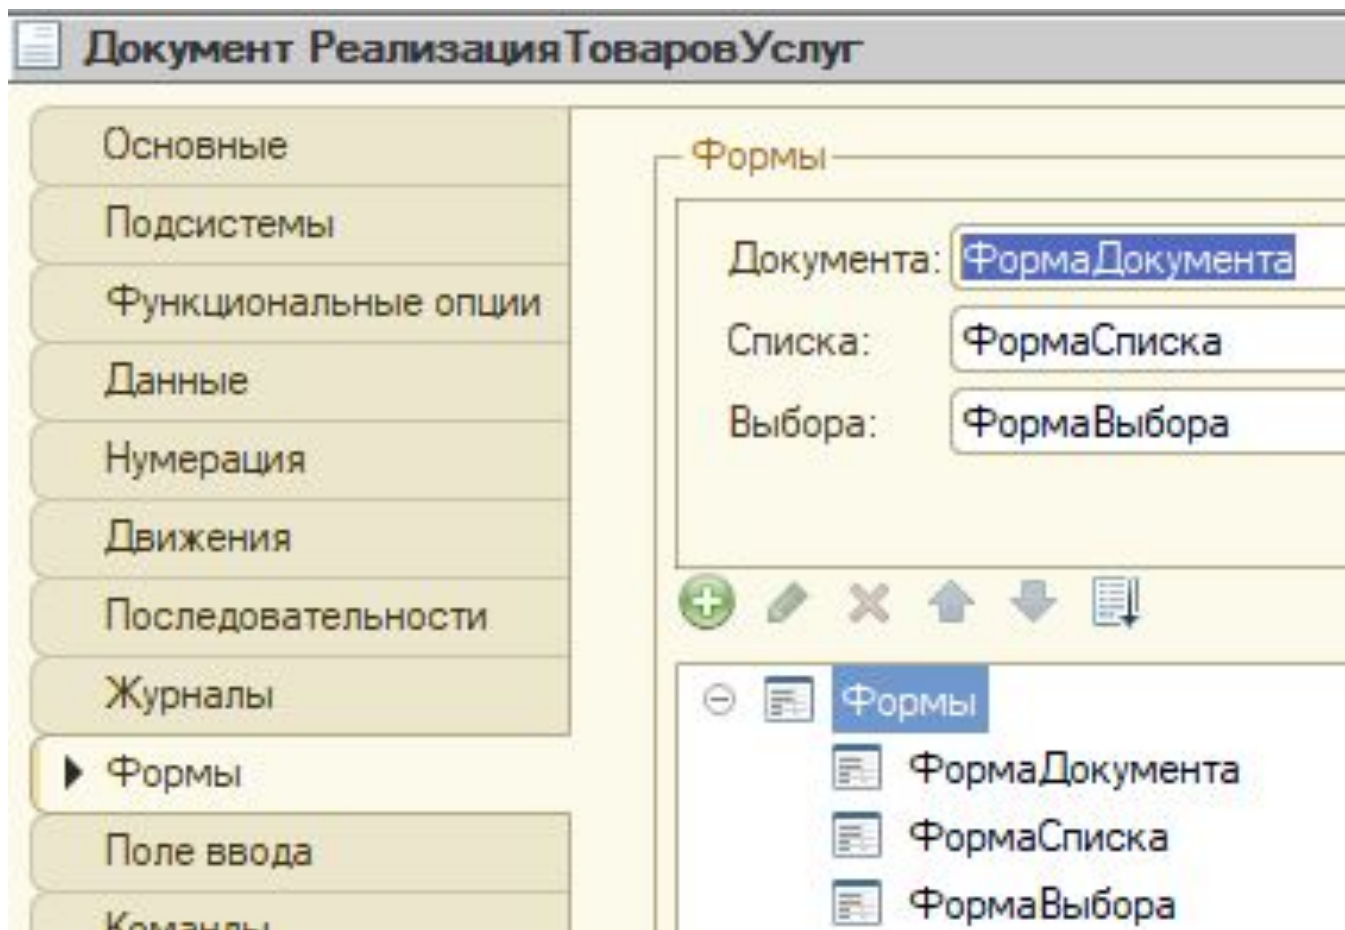 Документ РеализацияТоваровУслуг
Основные
Подсистемы
Функциональные опции
Данные
Нумерация
Движения
Последовательности
Журналы
Формы
Поле ввода
Команды
Формы
Документа: ФормаДокумента
Списка: ФормаСписка
Выбора: ФормаВыбора
Формы
ФормаДокумента
ФормаСписка
ФормаВыбора